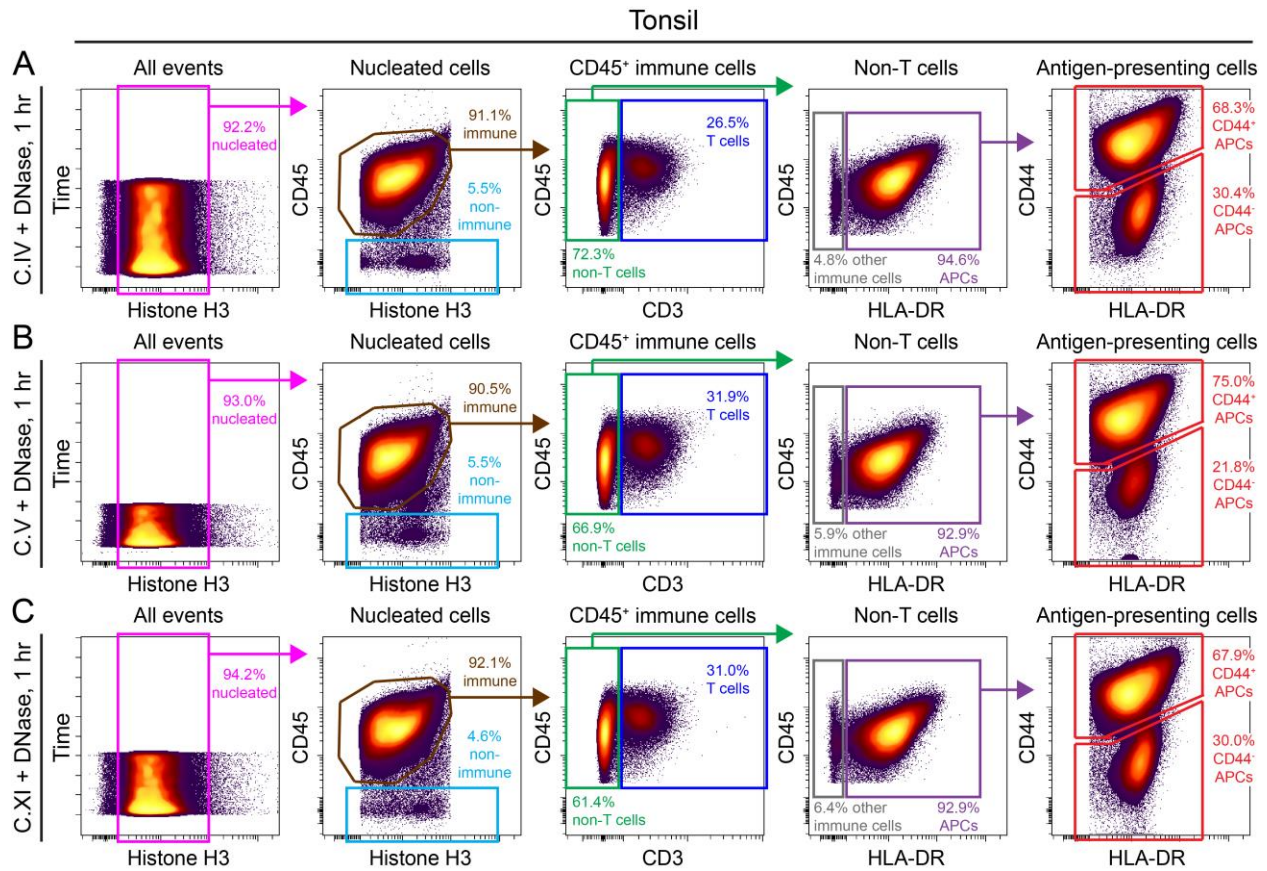 Tonsil
A
All events
Nucleated cells
CD45⁺ immune cells
Non-T cells
Antigen-presenting cells
C.IV + DNase, 1 hr
Time
92.2%
nucleated
Histone H3
CD45
91.1%
immune
5.5%
non-
immune
Histone H3
CD45
26.5%
T cells
72.3%
non-T cells
CD3
CD45
4.8% other
immune cells
94.6%
APCs
HLA-DR
CD44
68.3%
CD44⁺
APCs
30.4%
CD44⁻
APCs
HLA-DR
B
All events
Nucleated cells
CD45⁺ immune cells
Non-T cells
Antigen-presenting cells
C.V + DNase, 1 hr
Time
93.0%
nucleated
Histone H3
CD45
90.5%
immune
5.5%
non-
immune
Histone H3
CD45
31.9%
T cells
66.9%
non-T cells
CD3
CD45
5.9% other
immune cells
92.9%
APCs
HLA-DR
CD44
75.0%
CD44⁺
APCs
21.8%
CD44⁻
APCs
HLA-DR
C
All events
Nucleated cells
CD45⁺ immune cells
Non-T cells
Antigen-presenting cells
C.XI + DNase, 1 hr
Time
94.2%
nucleated
Histone H3
CD45
92.1%
immune
4.6%
non-
immune
Histone H3
CD45
31.0%
T cells
61.4%
non-T cells
CD3
CD45
6.4% other
immune cells
92.9%
APCs
HLA-DR
CD44
67.9%
CD44⁺
APCs
30.0%
CD44⁻
APCs
HLA-DR